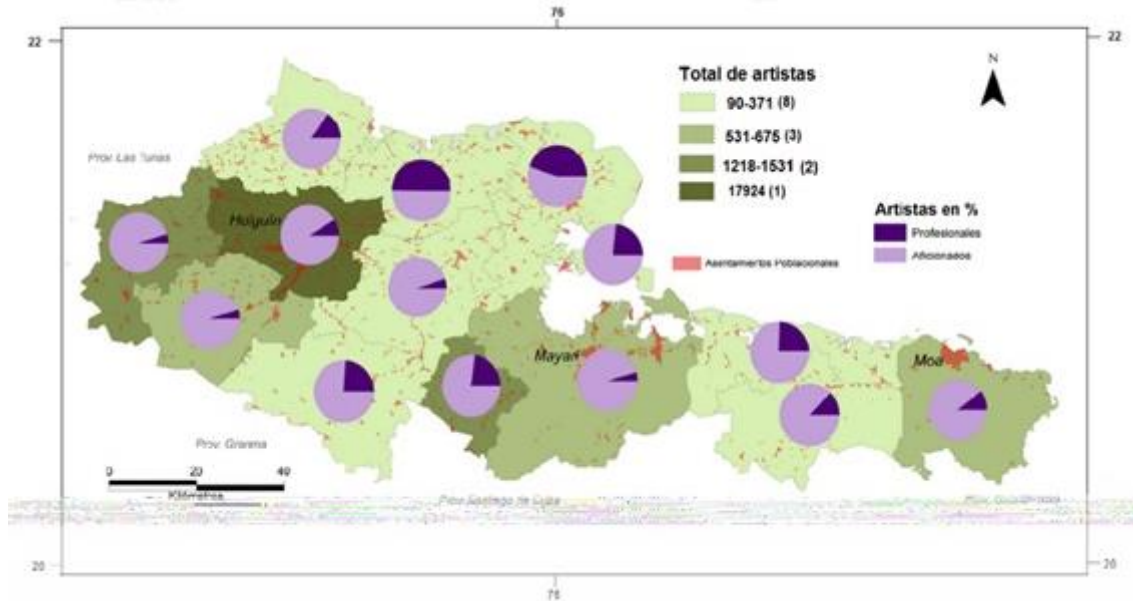 76
22
22
N
Total de artistas
90-371 (8)
531-675 (3)
1218-1531 (2)
17924 (1)
Prov. Las Tunas
Holguín
Artistas en %
Profesionales
Aficionados
Asentamientos Poblacionales
Mayarí
Moa
Prov. Granma
0 20 40
Kilómetros
Prov. Santiago de Cuba
20
20
76